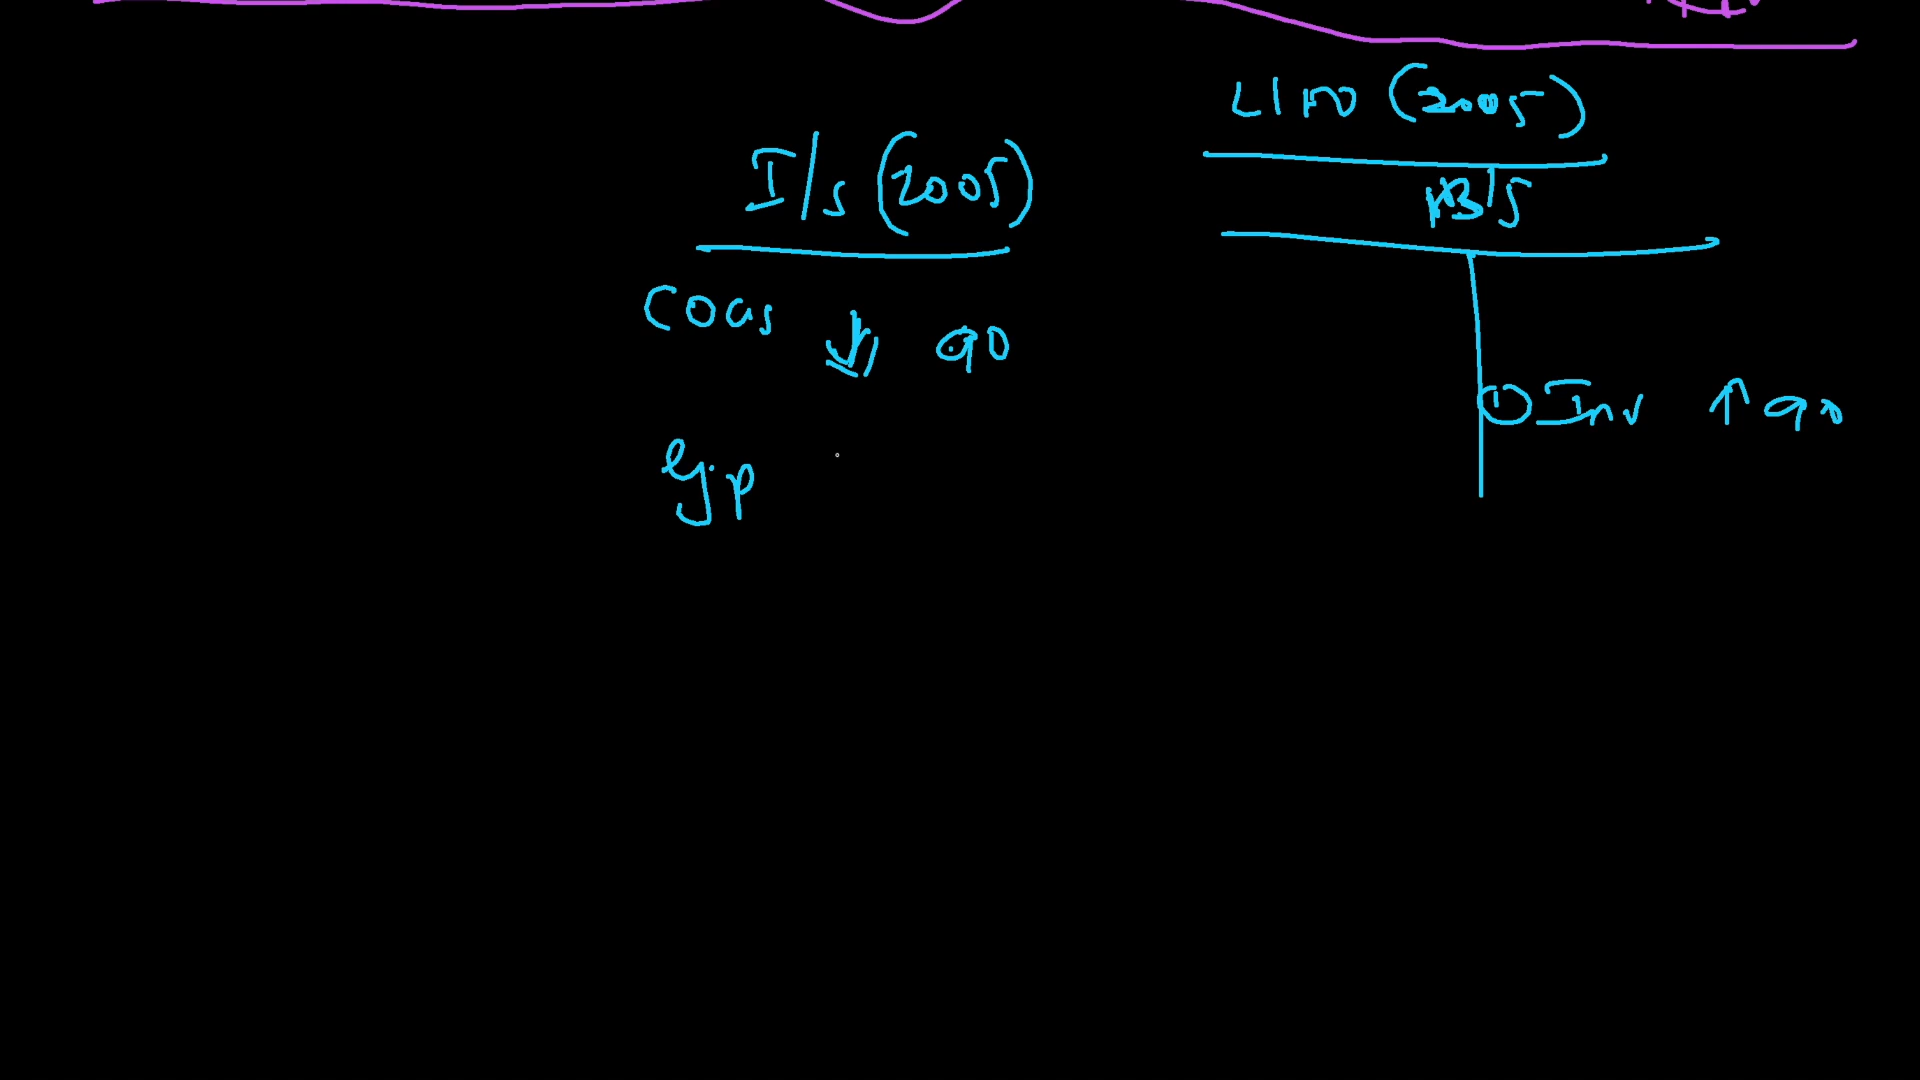 LIFO (2005)
I/S (2005)
B/S
COGS ↓ 90
① Inv ↑ 90
GP